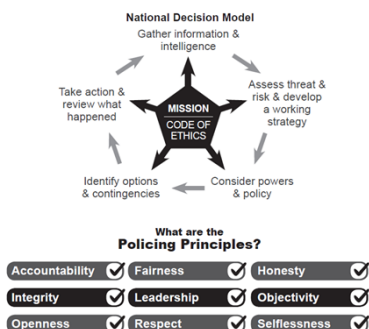 National Decision Model
Gather information &
intelligence
Assess threat &
risk & develop
a working
strategy
Consider powers
& policy
Identify options
& contingencies
Take action &
review what
happened
MISSION
CODE OF
ETHICS
What are the
Policing Principles?
Accountability Fairness Honesty
Integrity Leadership Objectivity
Openness Respect Selflessness